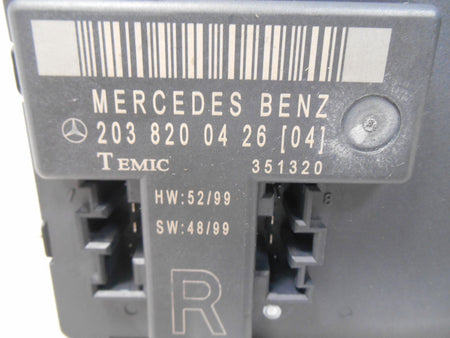 MERCEDES BENZ
203 820 04 26 [04]
TEMIC 351320
HW:52/99
SW:48/99
R